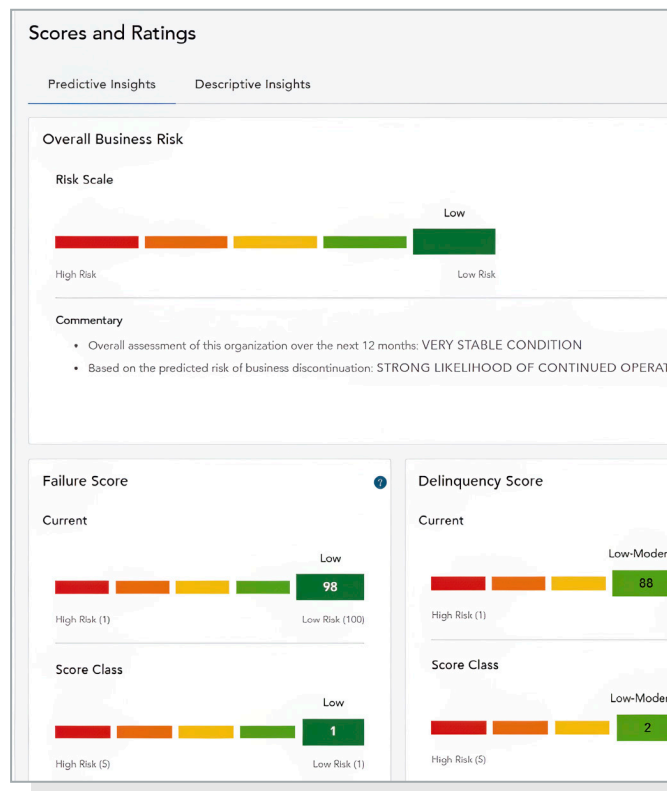 Scores and Ratings
Predictive Insights Descriptive Insights
Overall Business Risk
Risk Scale
Low
High Risk Low Risk
Commentary
• Overall assessment of this organization over the next 12 months: VERY STABLE CONDITION
• Based on the predicted risk of business discontinuation: STRONG LIKELIHOOD OF CONTINUED OPERAT
Failure Score ?
Current
Low
98
High Risk (1) Low Risk (100)
Score Class
Low
1
High Risk (5) Low Risk (1)
Delinquency Score
Current
Low-Moder
88
High Risk (1)
Score Class
Low-Moder
2
High Risk (5)